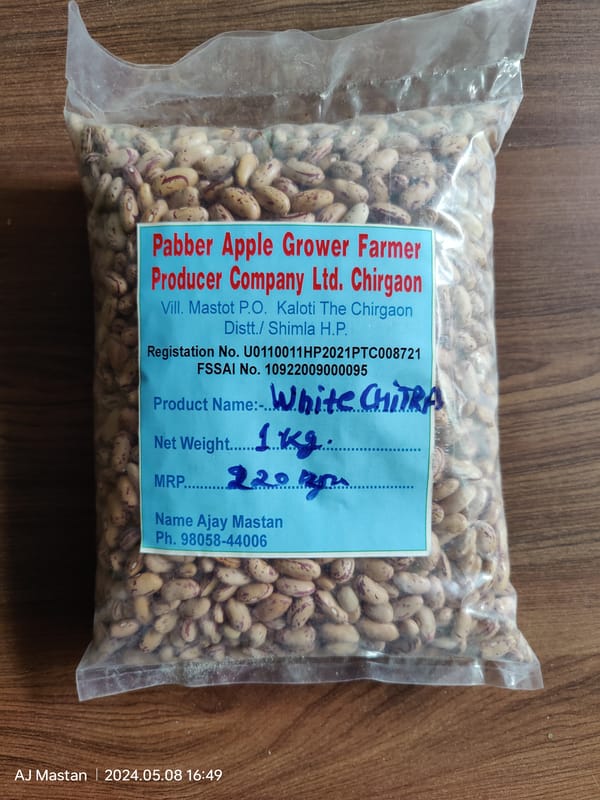 Pabber Apple Grower Farmer
Producer Company Ltd. Chirgaon
Vill. Mastot P.O. Kaloti The Chirgaon
Distt./ Shimla H.P.
Registation No. U0110011HP2021PTC008721
FSSAI No. 10922009000095
Product Name:-..White CHITRA
Net Weight......1 kg.
MRP.........220
Name Ajay Mastan
Ph. 98058-44006
AJ Mastan | 2024.05.08 16:49